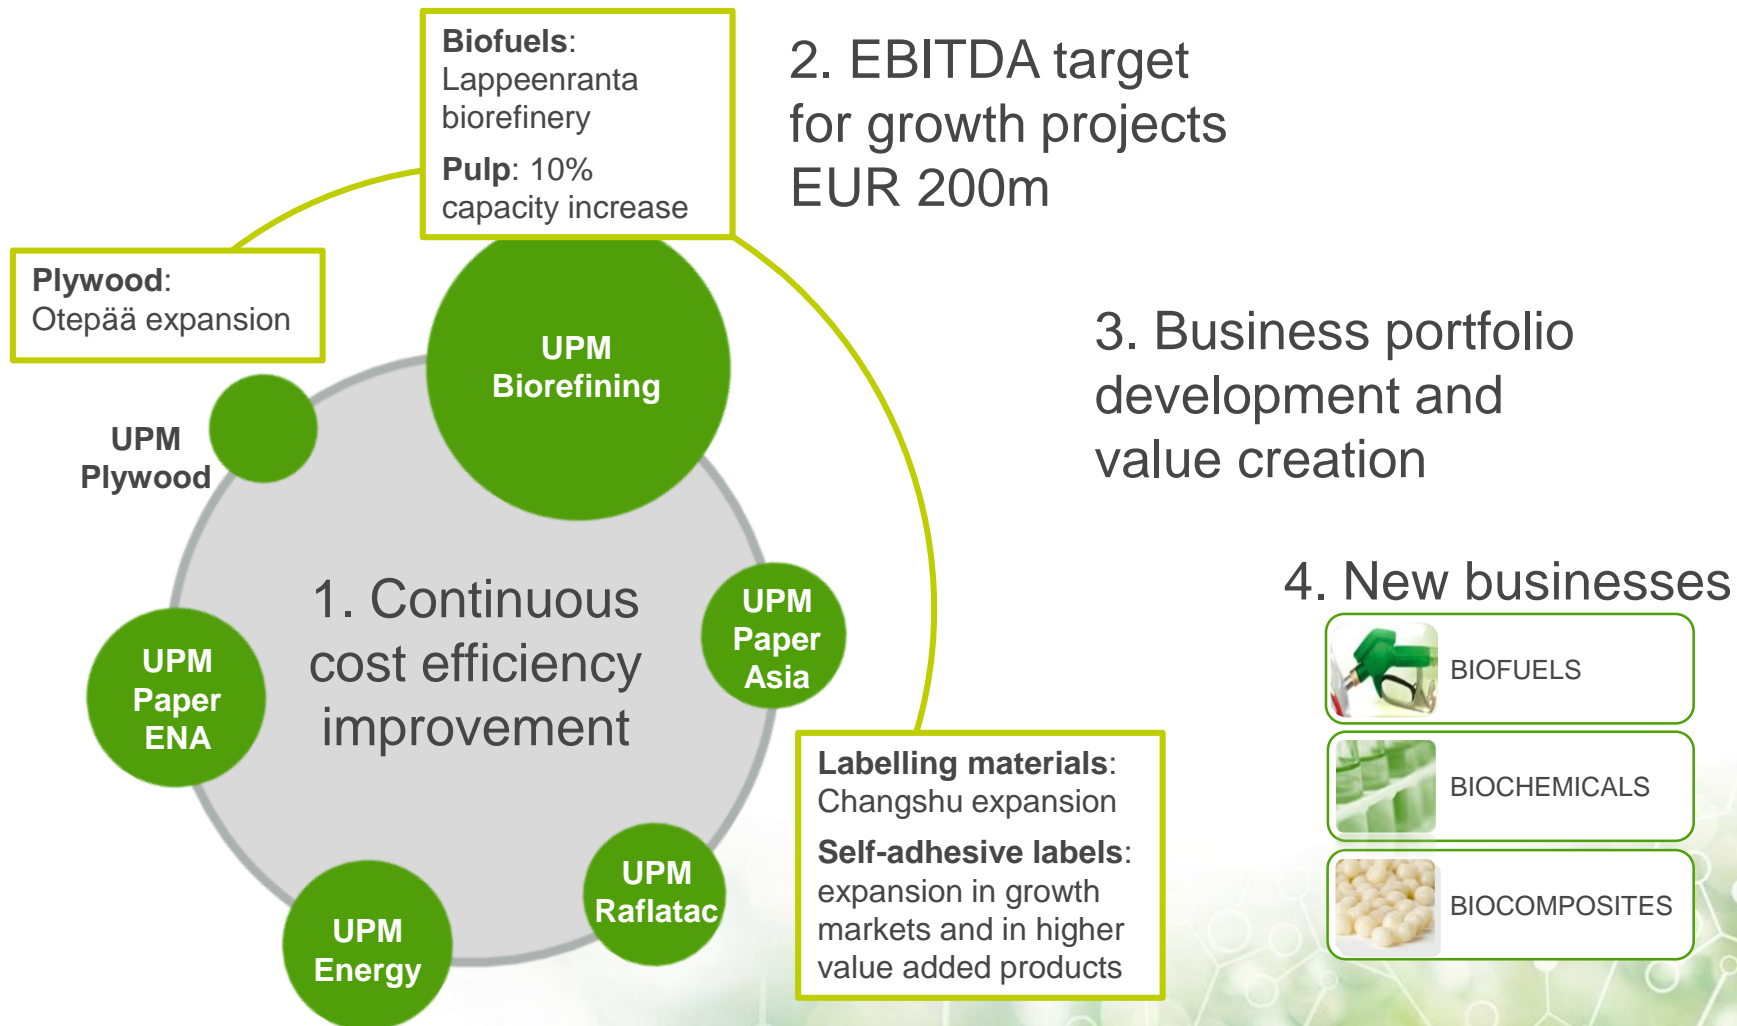 Biofuels:
Lappeenranta
biorefinery
Pulp: 10%
capacity increase
2. EBITDA target
for growth projects
EUR 200m
Plywood:
Otepää expansion
UPM
Biorefining
3. Business portfolio
development and
value creation
UPM
Plywood
1. Continuous
cost efficiency
improvement
UPM
Paper
Asia
UPM
Paper
ENA
4. New businesses
BIOFUELS
BIOCHEMICALS
BIOCOMPOSITES
Labelling materials:
Changshu expansion
Self-adhesive labels:
expansion in growth
markets and in higher
value added products
UPM
Raflatac
UPM
Energy